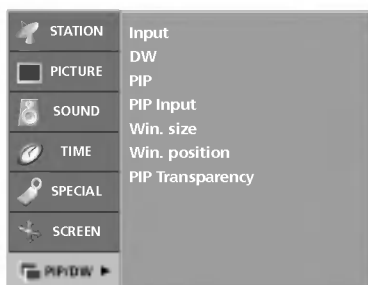 STATION
PICTURE
SOUND
TIME
SPECIAL
SCREEN
PIP/DW ►
Input
DW
PIP
PIP Input
Win. size
Win. position
PIP Transparency